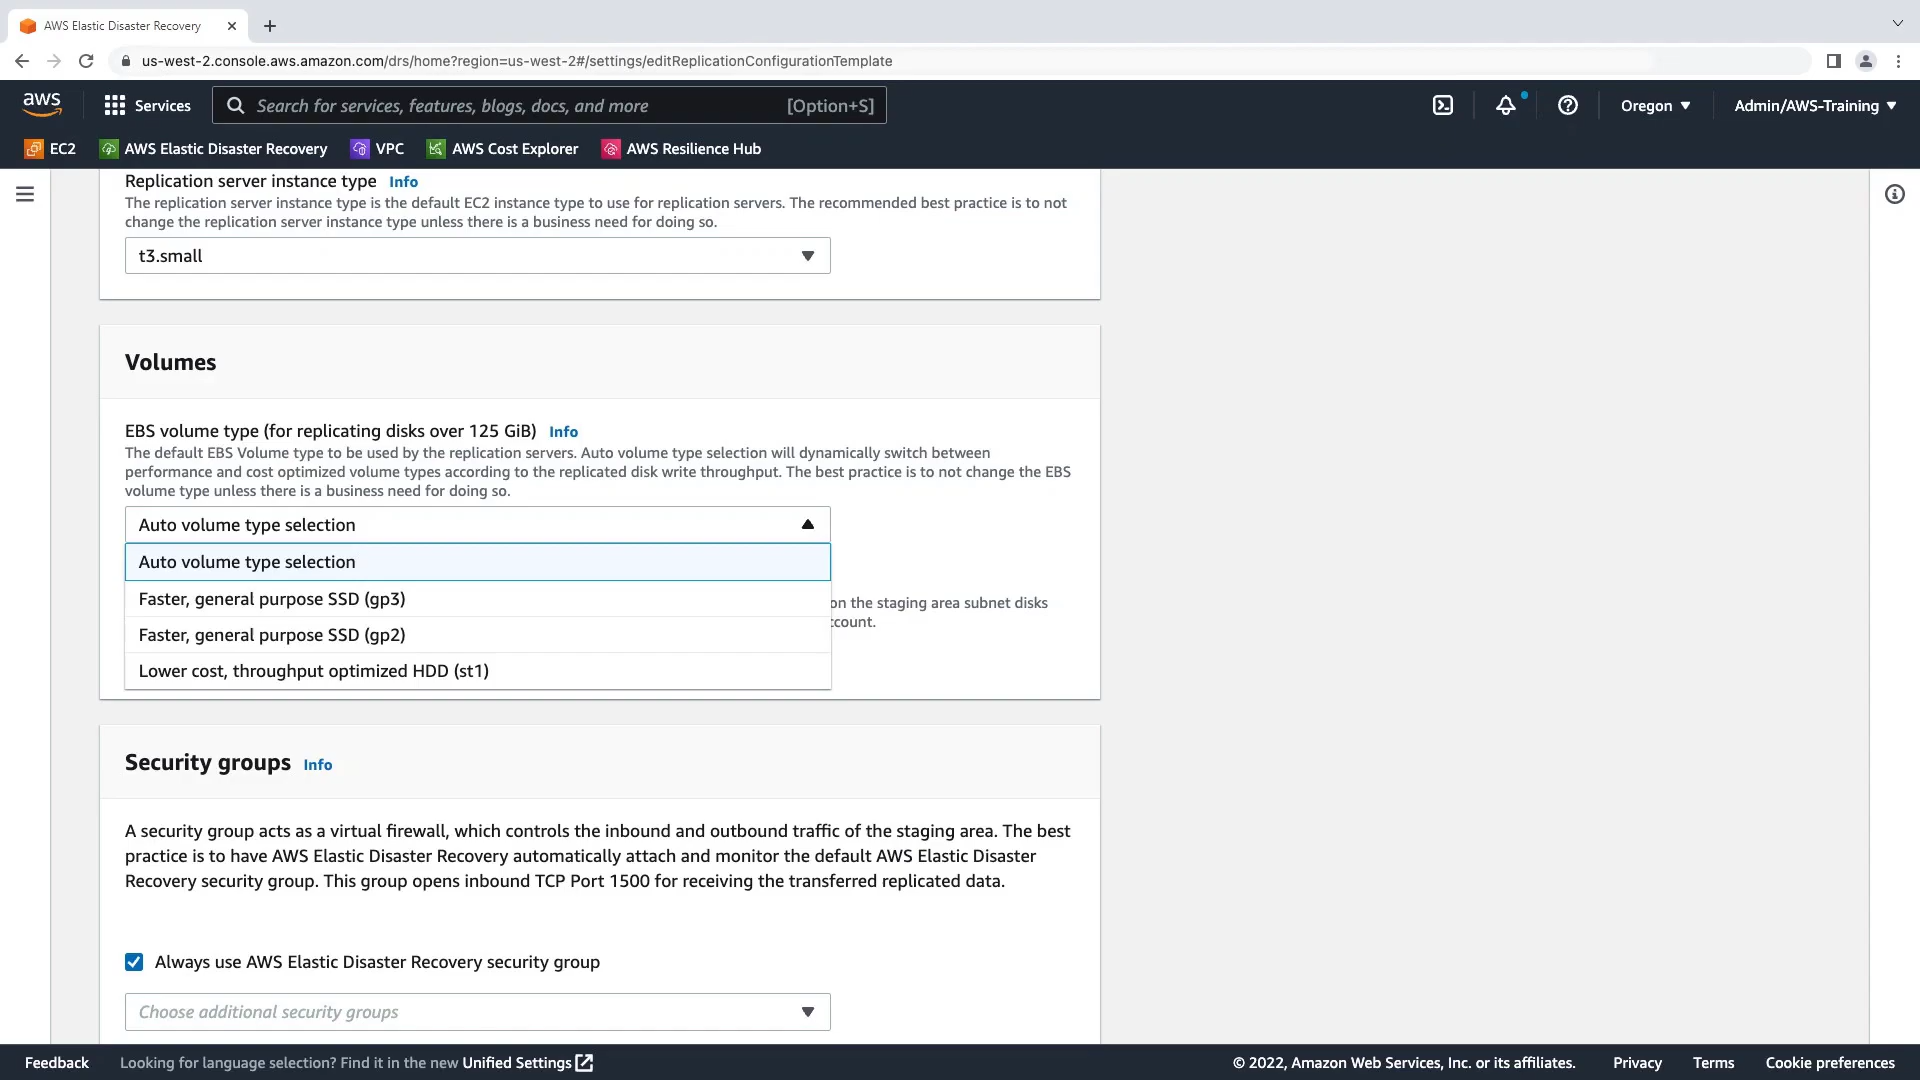 AWS Elastic Disaster Recovery
us-west-2.console.aws.amazon.com/drs/home?region=us-west-2#/settings/editReplicationConfigurationTemplate
aws
Services
Search for services, features, blogs, docs, and more
[Option+S]
Oregon
Admin/AWS-Training
EC2
AWS Elastic Disaster Recovery
VPC
AWS Cost Explorer
AWS Resilience Hub
Replication server instance type Info
The replication server instance type is the default EC2 instance type to use for replication servers. The recommended best practice is to not
change the replication server instance type unless there is a business need for doing so.
t3.small
Volumes
EBS volume type (for replicating disks over 125 GiB) Info
The default EBS Volume type to be used by the replication servers. Auto volume type selection will dynamically switch between
performance and cost optimized volume types according to the replicated disk write throughput. The best practice is to not change the EBS
volume type unless there is a business need for doing so.
Auto volume type selection
Auto volume type selection
Faster, general purpose SSD (gp3)
on the staging area subnet disks
ccount.
Faster, general purpose SSD (gp2)
Lower cost, throughput optimized HDD (st1)
Security groups Info
A security group acts as a virtual firewall, which controls the inbound and outbound traffic of the staging area. The best
practice is to have AWS Elastic Disaster Recovery automatically attach and monitor the default AWS Elastic Disaster
Recovery security group. This group opens inbound TCP Port 1500 for receiving the transferred replicated data.
Always use AWS Elastic Disaster Recovery security group
Choose additional security groups
Feedback
Looking for language selection? Find it in the new Unified Settings
© 2022, Amazon Web Services, Inc. or its affiliates.
Privacy
Terms
Cookie preferences